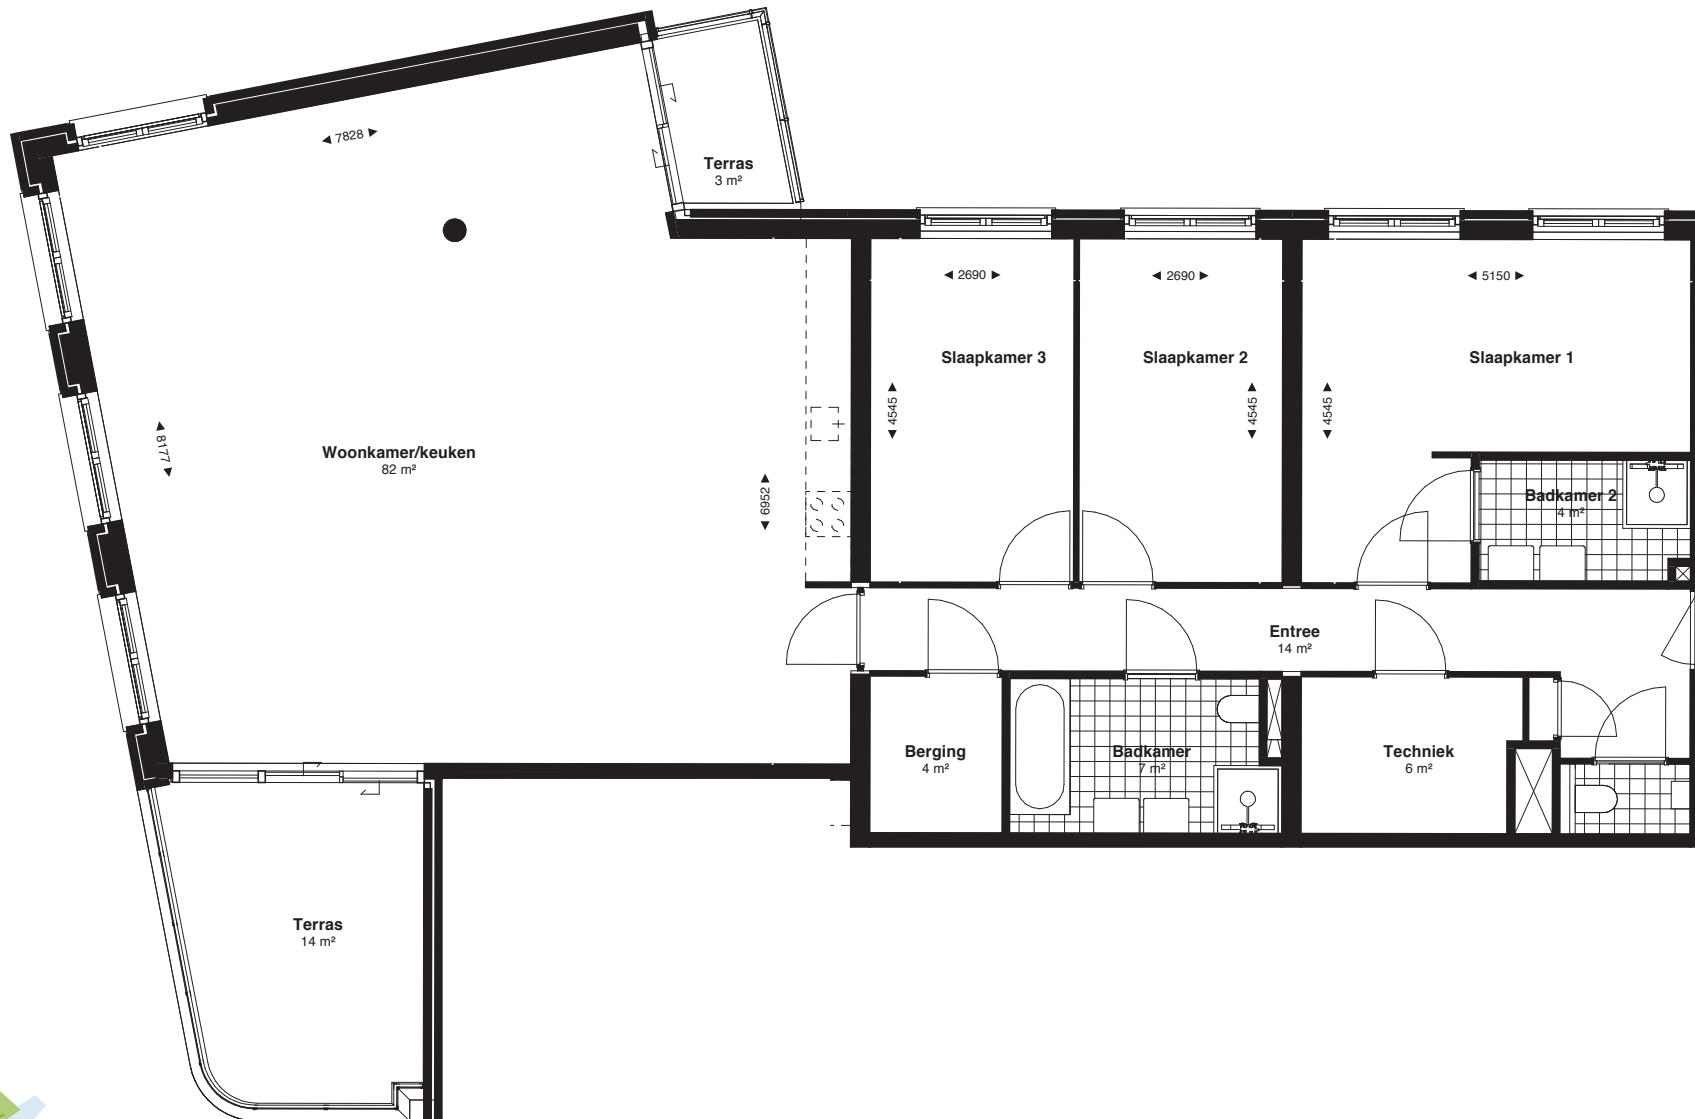 7828
Terras
3 m²
2690
2690
5150
Slaapkamer 3
Slaapkamer 2
Slaapkamer 1
4545
4545
4545
8177
Woonkamer/keuken
82 m²
6952
Badkamer 2
4 m²
Entree
14 m²
Berging
4 m²
Badkamer
7 m²
Techniek
6 m²
Terras
14 m²